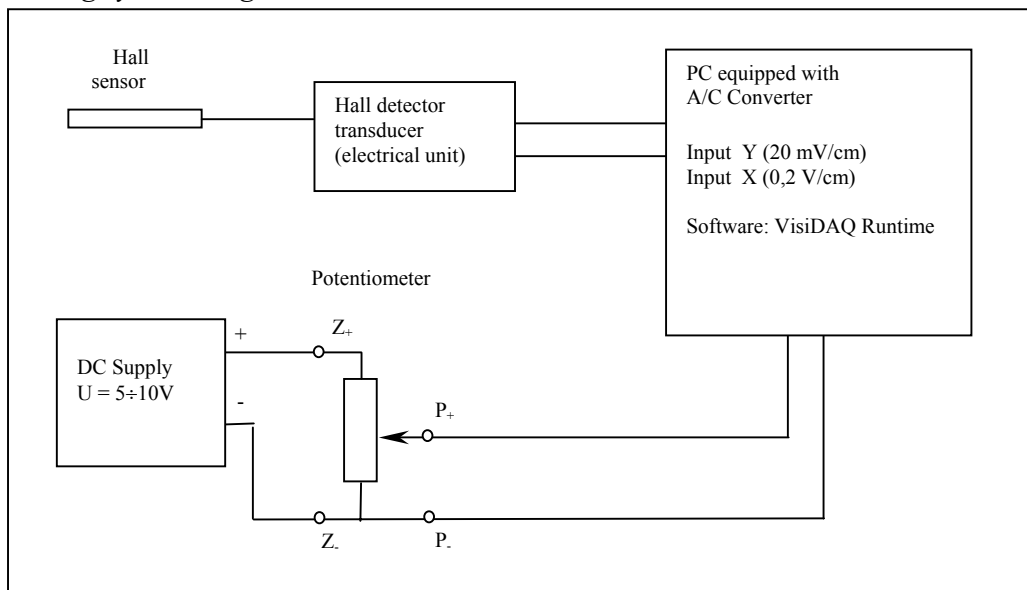 Hall
sensor
Hall detector
transducer
(electrical unit)
PC equipped with
A/C Converter
Input Y (20 mV/cm)
Input X (0,2 V/cm)
Software: VisiDAQ Runtime
Potentiometer
DC Supply
U = 5÷10V
+
-
Z+
P+
Z-
P-